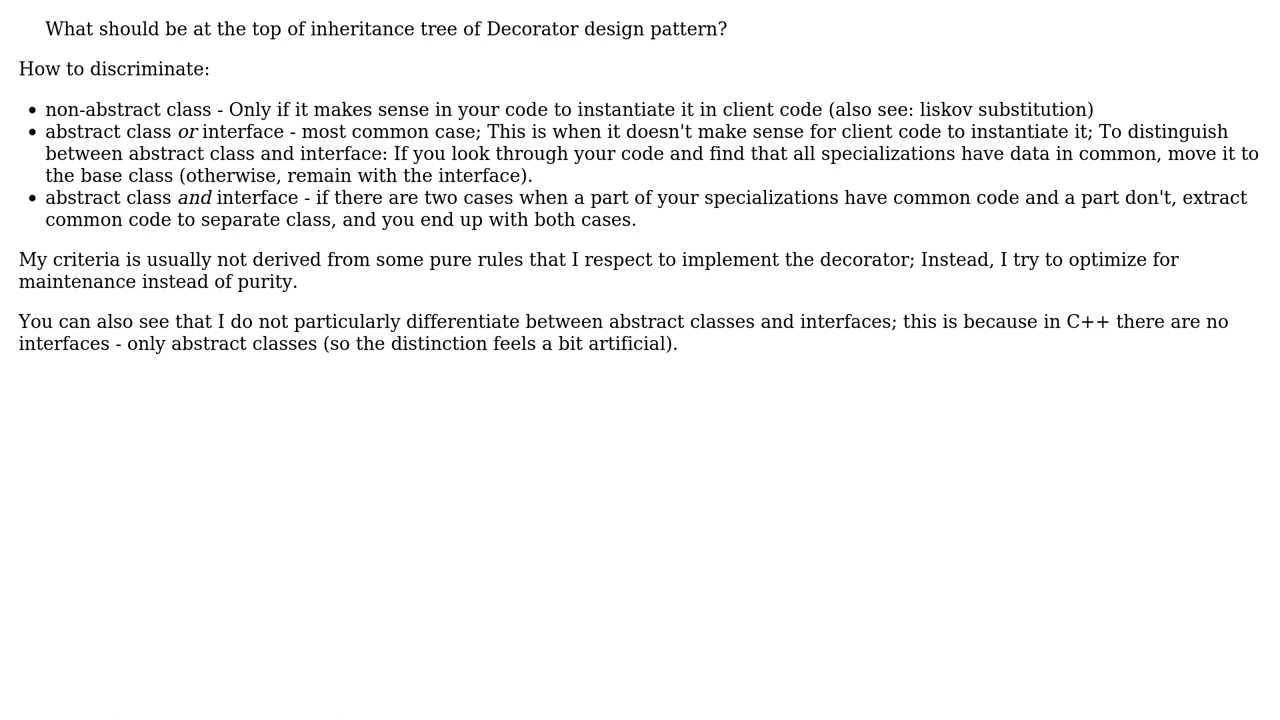 What should be at the top of inheritance tree of Decorator design pattern?
How to discriminate:
• non-abstract class - Only if it makes sense in your code to instantiate it in client code (also see: liskov substitution)
• abstract class or interface - most common case; This is when it doesn't make sense for client code to instantiate it; To distinguish
between abstract class and interface: If you look through your code and find that all specializations have data in common, move it to
the base class (otherwise, remain with the interface).
• abstract class and interface - if there are two cases when a part of your specializations have common code and a part don't, extract
common code to separate class, and you end up with both cases.
My criteria is usually not derived from some pure rules that I respect to implement the decorator; Instead, I try to optimize for
maintenance instead of purity.
You can also see that I do not particularly differentiate between abstract classes and interfaces; this is because in C++ there are no
interfaces - only abstract classes (so the distinction feels a bit artificial).